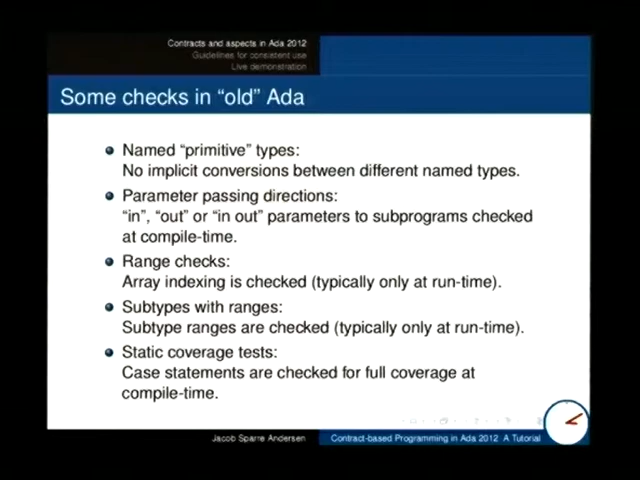 Contracts and aspects in Ada 2012
Guidelines for consistent use
Live demonstration
Some checks in “old” Ada
Named “primitive” types:
No implicit conversions between different named types.
Parameter passing directions:
“in”, “out” or “in out” parameters to subprograms checked
at compile-time.
Range checks:
Array indexing is checked (typically only at run-time).
Subtypes with ranges:
Subtype ranges are checked (typically only at run-time).
Static coverage tests:
Case statements are checked for full coverage at
compile-time.
Jacob Sparre Andersen
Contract-based Programming in Ada 2012 A Tutorial